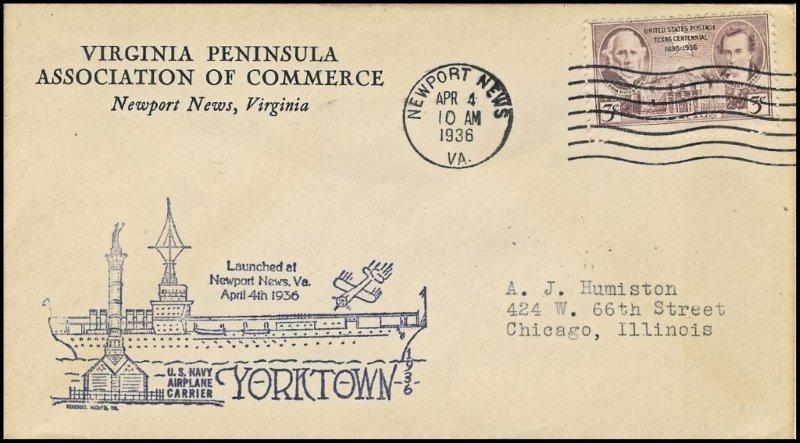 VIRGINIA PENINSULA
ASSOCIATION OF COMMERCE
Newport News, Virginia
NEWPORT NEWS
APR 4
10 AM
1936
VA.
UNITED STATES POSTAGE
TEXAS CENTENNIAL
1836-1936
3¢ 3¢
Launched at
Newport News, Va.
April 4th 1936
U.S. NAVY
AIRPLANE
CARRIER
YORKTOWN
1936
A. J. Humiston
424 W. 66th Street
Chicago, Illinois